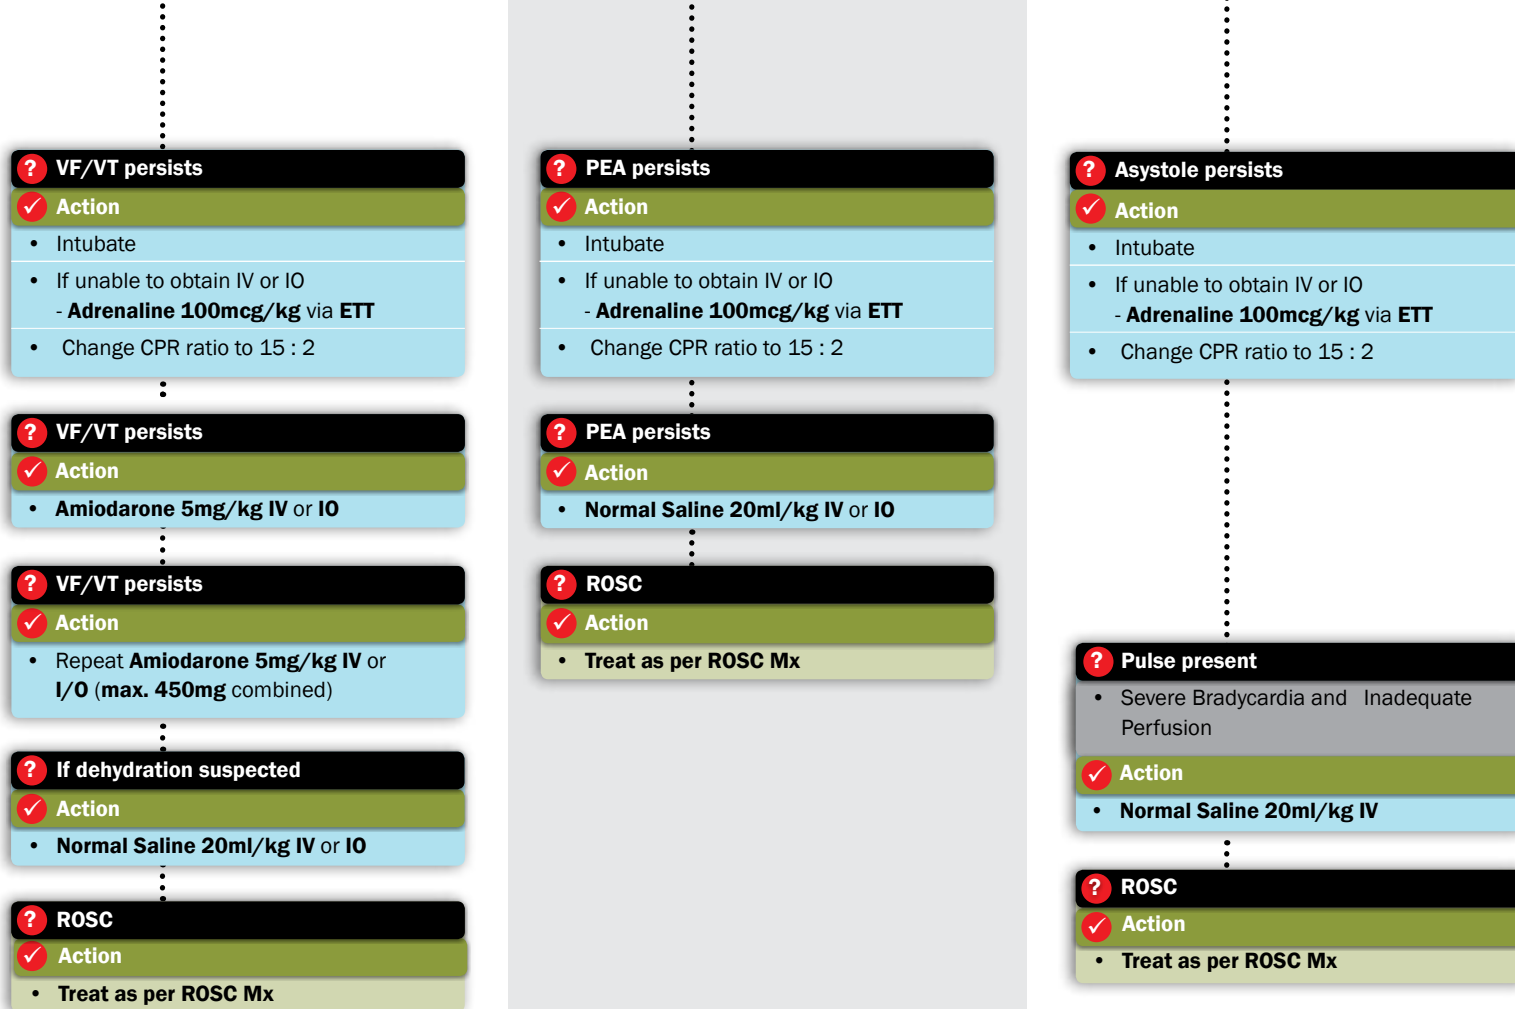 ? VF/VT persists
✓ Action
• Intubate
• If unable to obtain IV or IO
- Adrenaline 100mcg/kg via ETT
• Change CPR ratio to 15 : 2
? VF/VT persists
✓ Action
• Amiodarone 5mg/kg IV or IO
? VF/VT persists
✓ Action
• Repeat Amiodarone 5mg/kg IV or
I/O (max. 450mg combined)
? If dehydration suspected
✓ Action
• Normal Saline 20ml/kg IV or IO
? ROSC
✓ Action
• Treat as per ROSC Mx
? PEA persists
✓ Action
• Intubate
• If unable to obtain IV or IO
- Adrenaline 100mcg/kg via ETT
• Change CPR ratio to 15 : 2
? PEA persists
✓ Action
• Normal Saline 20ml/kg IV or IO
? ROSC
✓ Action
• Treat as per ROSC Mx
? Asystole persists
✓ Action
• Intubate
• If unable to obtain IV or IO
- Adrenaline 100mcg/kg via ETT
• Change CPR ratio to 15 : 2
? Pulse present
• Severe Bradycardia and Inadequate
Perfusion
✓ Action
• Normal Saline 20ml/kg IV
? ROSC
✓ Action
• Treat as per ROSC Mx